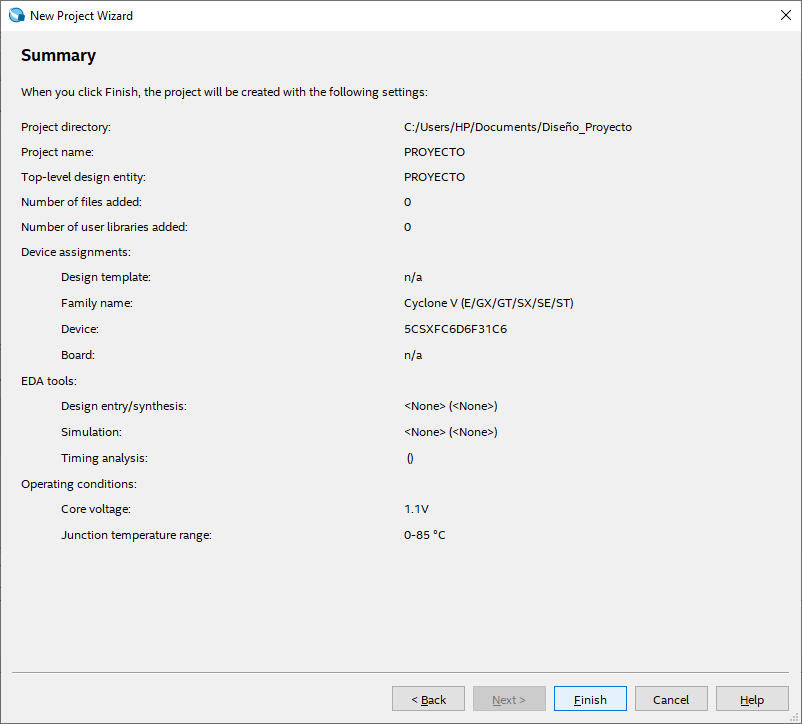 New Project Wizard
Summary
When you click Finish, the project will be created with the following settings:
Project directory: C:/Users/HP/Documents/Diseño_Proyecto
Project name: PROYECTO
Top-level design entity: PROYECTO
Number of files added: 0
Number of user libraries added: 0
Device assignments:
Design template: n/a
Family name: Cyclone V (E/GX/GT/SX/SE/ST)
Device: 5CSXFC6D6F31C6
Board: n/a
EDA tools:
Design entry/synthesis: <None> (<None>)
Simulation: <None> (<None>)
Timing analysis: ()
Operating conditions:
Core voltage: 1.1V
Junction temperature range: 0-85 °C
< Back Next > Finish Cancel Help